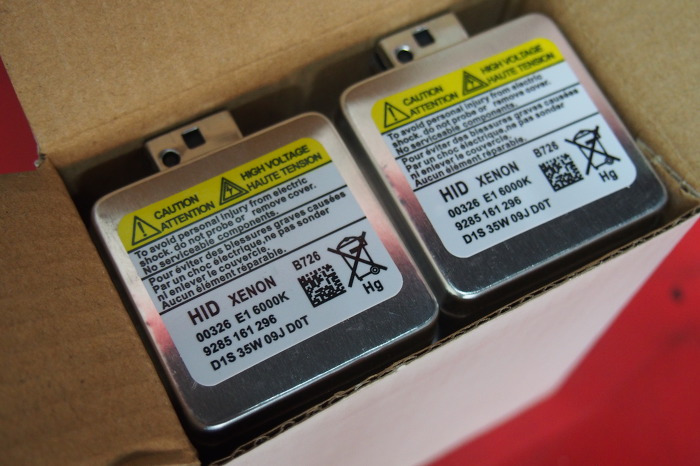 CAUTION
ATTENTION
HIGH VOLTAGE
HAUTE TENSION
To avoid personal injury from electric
shock, do not probe or remove cover.
No serviceable components.
Pour éviter des blessures graves causées
Par un choc électrique,ne pas sonder
ni enlever le couvercle.
Aucun élément réparable.
HID XENON B726
00326 E1 6000K
9285 161 296
D1S 35W 09J D0T
Hg
CAUTION
ATTENTION
HIGH VOLTAGE
HAUTE TENSION
To avoid personal injury from electric
shock, do not probe or remove cover.
No serviceable components.
Pour éviter des blessures graves causées
Par un choc électrique,ne pas sonder
ni enlever le couvercle.
Aucun élément réparable.
HID XENON B726
00326 E1 6000K
9285 161 296
D1S 35W 09J D0T
Hg